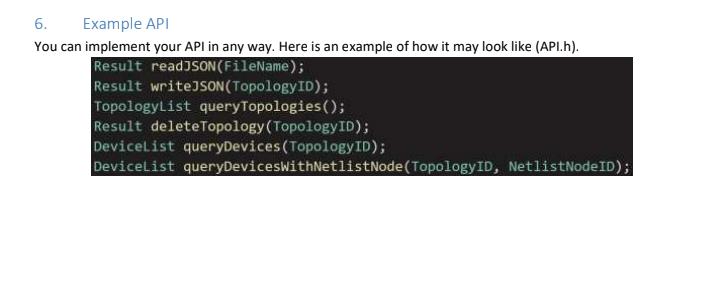 6. Example API
You can implement your API in any way. Here is an example of how it may look like (API.h).
Result readJSON(FileName);
Result writeJSON(TopologyID);
TopologyList queryTopologies();
Result deleteTopology(TopologyID);
DeviceList queryDevices(TopologyID);
DeviceList queryDevicesWithNetlistNode(TopologyID, NetlistNodeID);